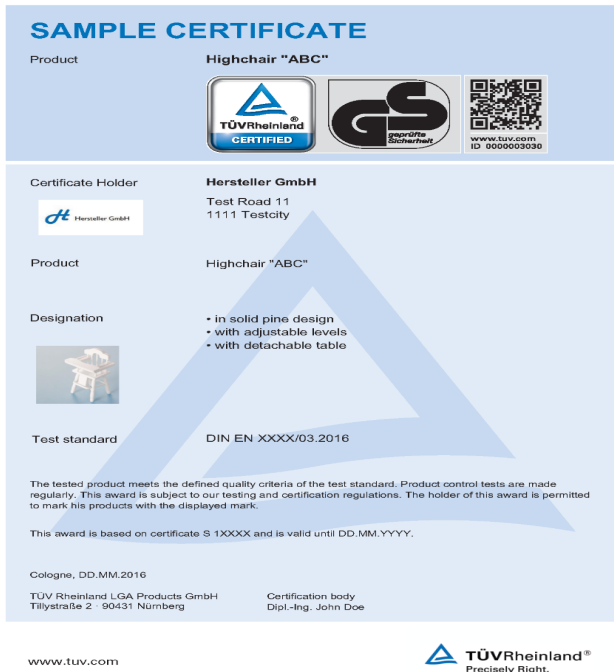 SAMPLE CERTIFICATE
Product Highchair "ABC"
TÜVRheinland®
CERTIFIED
GS
geprüfte
Sicherheit
www.tuv.com
ID 0000003030
Certificate Holder Hersteller GmbH
Test Road 11
1111 Testcity
H Hersteller GmbH
Product Highchair "ABC"
Designation • in solid pine design
• with adjustable levels
• with detachable table
Test standard DIN EN XXXX/03.2016
The tested product meets the defined quality criteria of the test standard. Product control tests are made
regularly. This award is subject to our testing and certification regulations. The holder of this award is permitted
to mark his products with the displayed mark.
This award is based on certificate S 1XXXX and is valid until DD.MM.YYYY.
Cologne, DD.MM.2016
TÜV Rheinland LGA Products GmbH Certification body
Tillystraße 2 · 90431 Nürnberg Dipl.-Ing. John Doe
www.tuv.com TÜVRheinland®
Precisely Right.